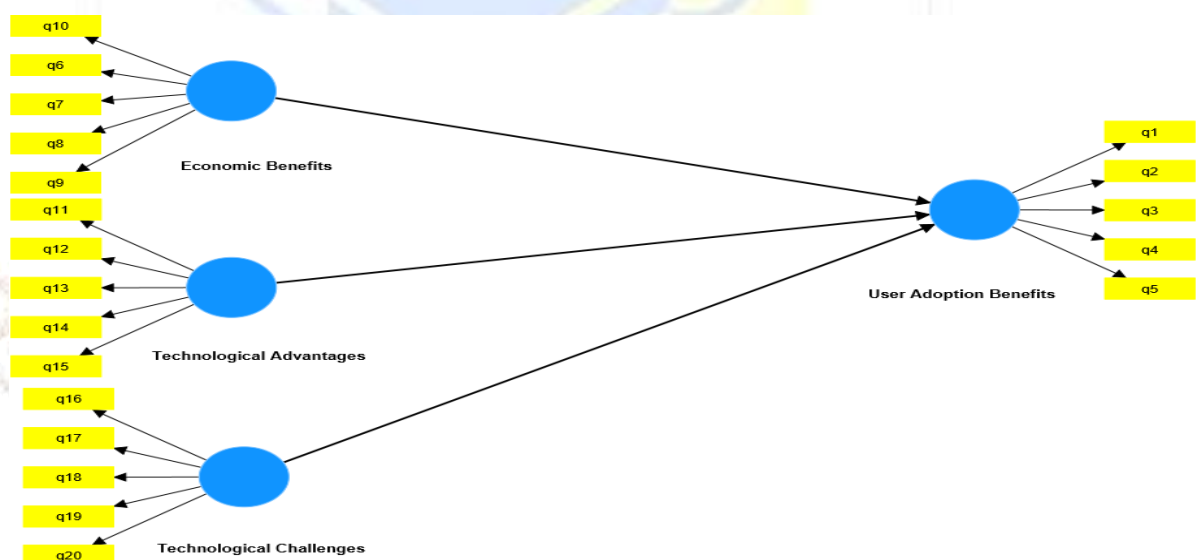 q10
q6
q7
q8
q9
Economic Benefits
q11
q12
q13
q14
q15
Technological Advantages
q16
q17
q18
q19
q20
Technological Challenges
q1
q2
q3
q4
q5
User Adoption Benefits